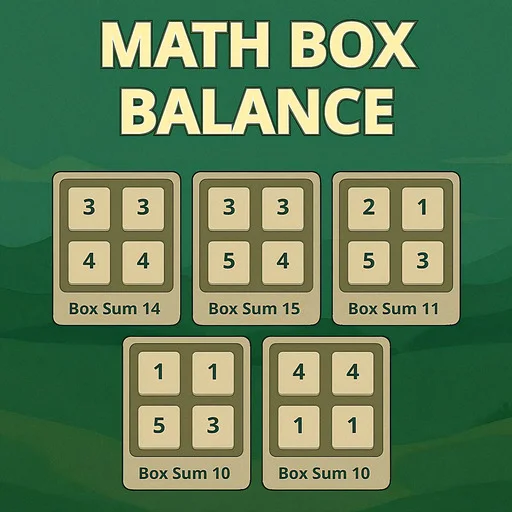 MATH BOX
BALANCE
3 3
4 4
Box Sum 14
3 3
5 4
Box Sum 15
2 1
5 3
Box Sum 11
1 1
5 3
Box Sum 10
4 4
1 1
Box Sum 10